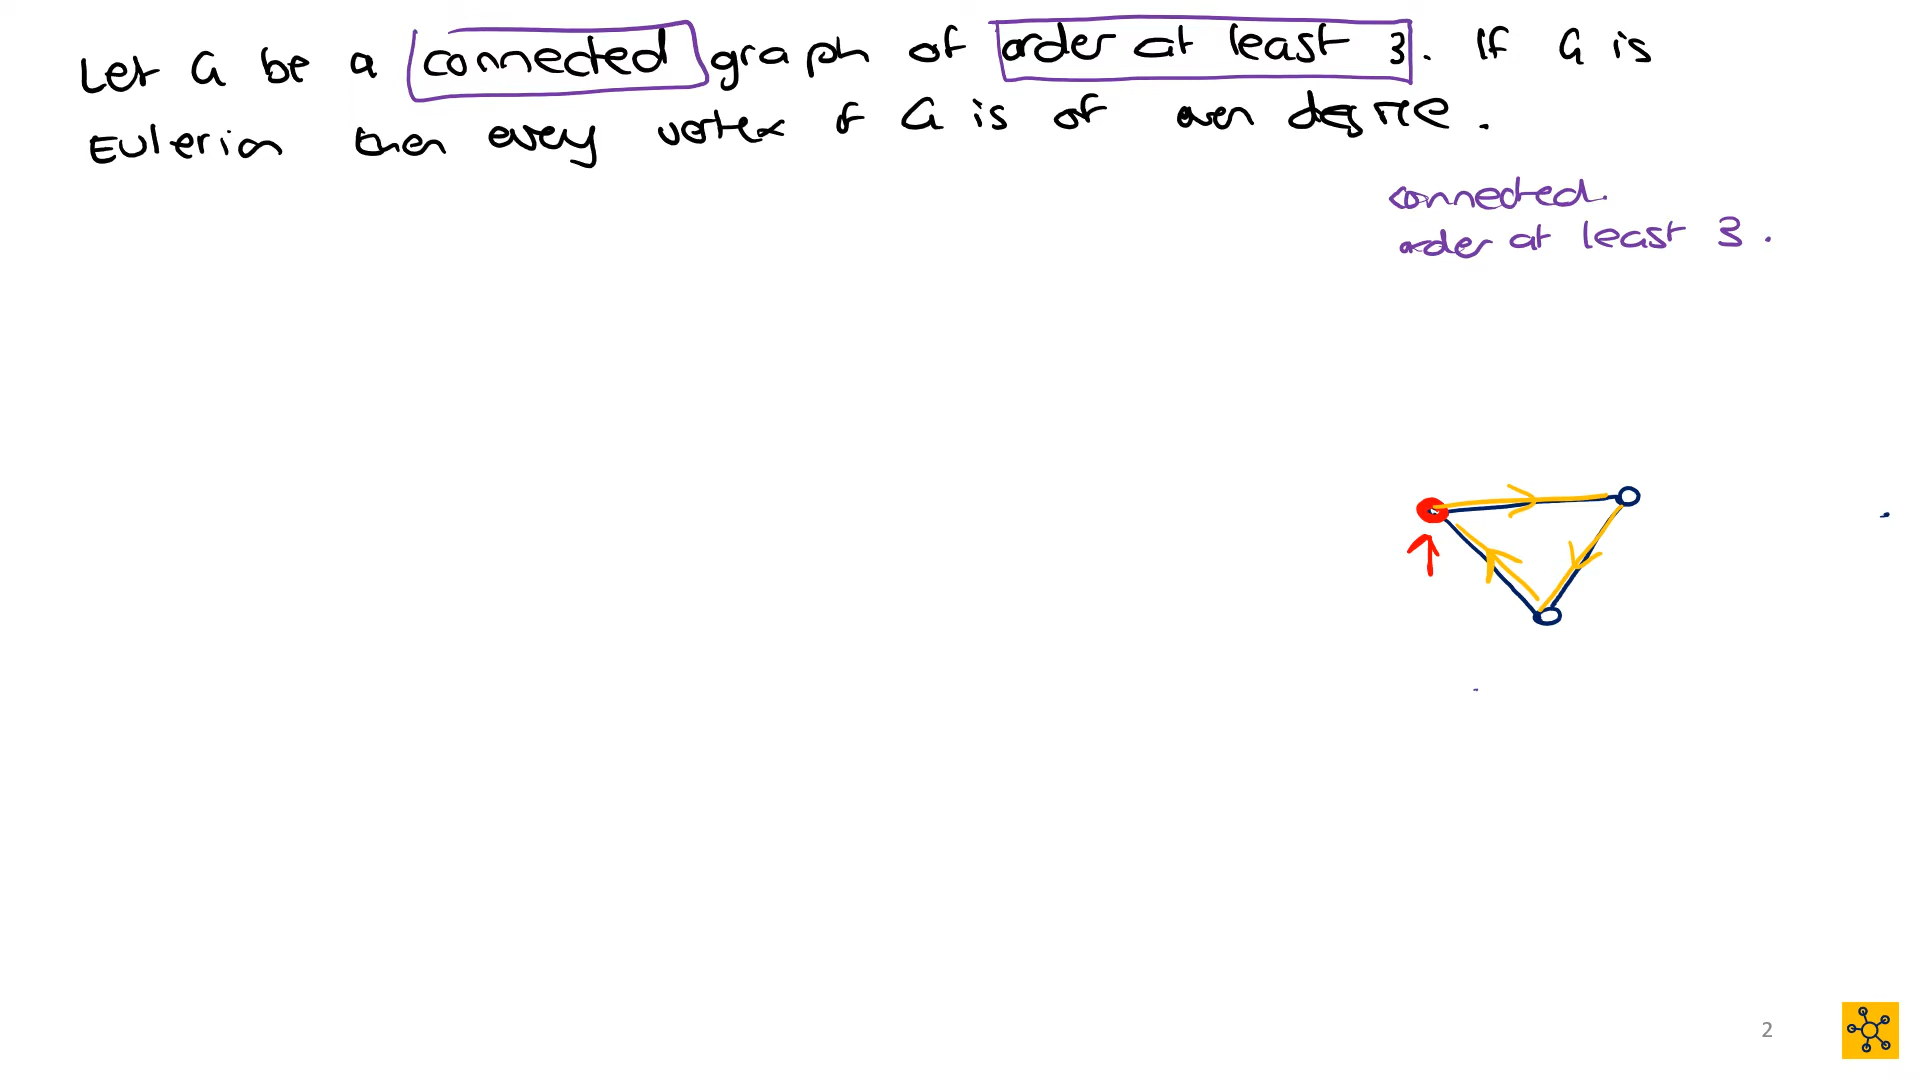 Let G be a connected graph of order at least 3. If G is
Eulerian then every vertex of G is of even degree.
connected.
order at least 3.
2